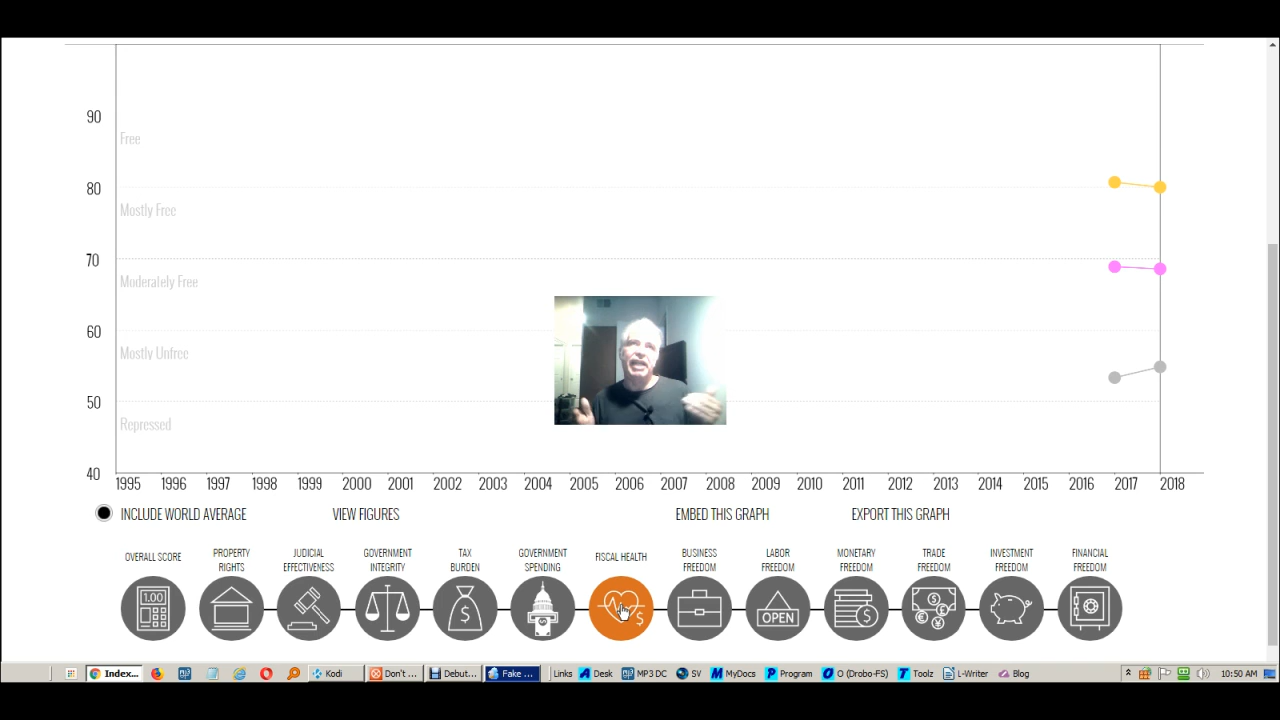 90
Free
80
Mostly Free
70
Moderately Free
60
Mostly Unfree
50
Repressed
40
1995 1996 1997 1998 1999 2000 2001 2002 2003 2004 2005 2006 2007 2008 2009 2010 2011 2012 2013 2014 2015 2016 2017 2018
INCLUDE WORLD AVERAGE VIEW FIGURES EMBED THIS GRAPH EXPORT THIS GRAPH
OVERALL SCORE PROPERTY JUDICIAL GOVERNMENT TAX GOVERNMENT FISCAL HEALTH BUSINESS LABOR MONETARY TRADE INVESTMENT FINANCIAL
RIGHTS EFFECTIVENESS INTEGRITY BURDEN SPENDING FREEDOM FREEDOM FREEDOM FREEDOM FREEDOM FREEDOM
1.00 $ $ OPEN $ $ € £ ¥
Index... Kodi Don't ... Debut... Fake ... Links A Desk MP3 DC SV M MyDocs P Program O O (Drobo-FS) T Toolz L-Writer Blog 10:50 AM